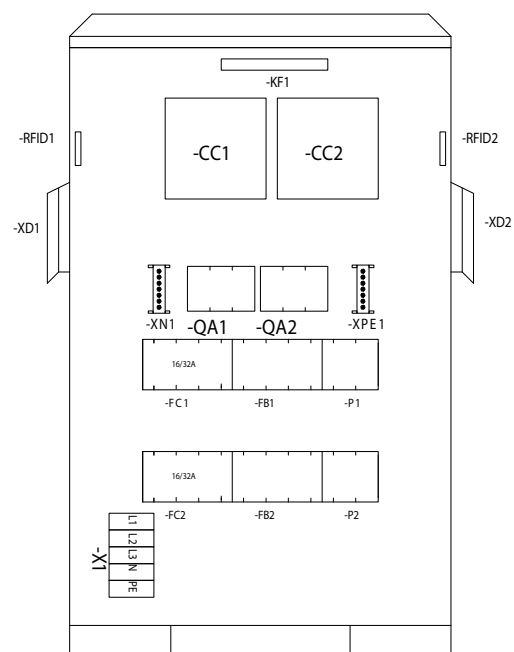 -KF1
-RFID1
-RFID2
-CC1
-CC2
-XD1
-XD2
-XN1
-QA1
-QA2
-XPE1
16/32A
-FC1
-FB1
-P1
16/32A
-FC2
-FB2
-P2
-X1
L1
L2
L3
N
PE